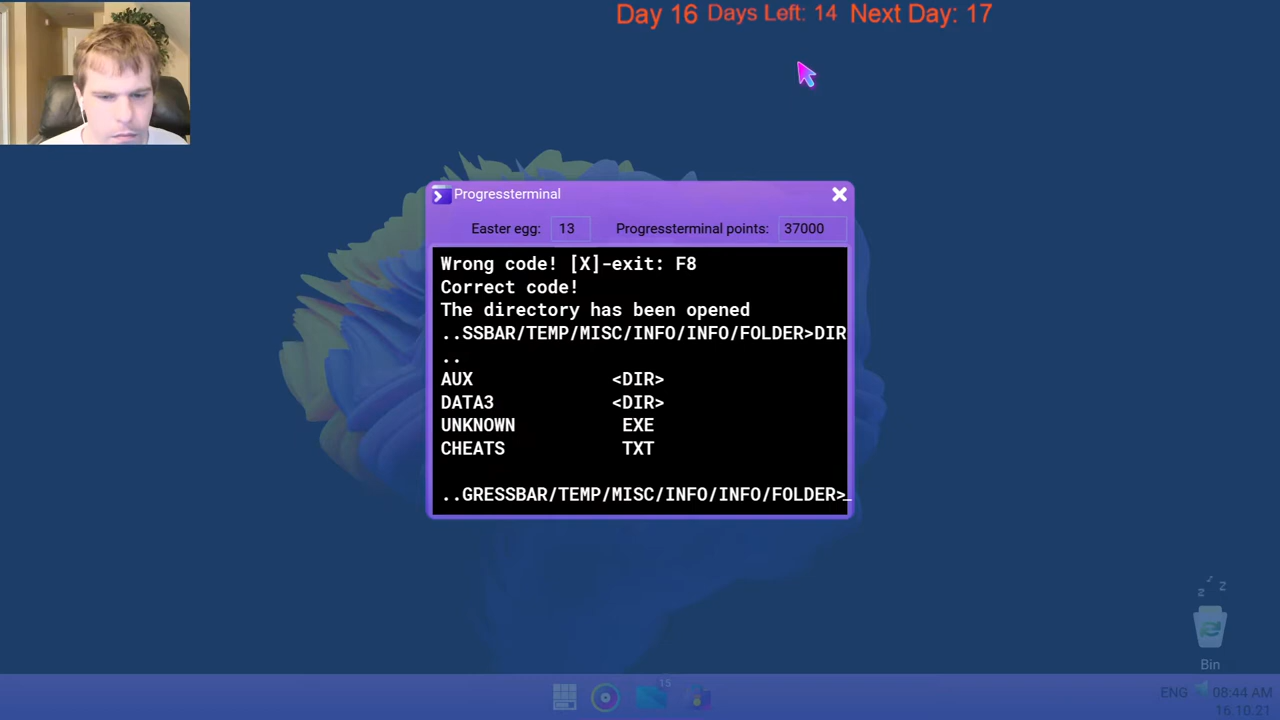 Day 16 Days Left: 14 Next Day: 17
Progressterminal
Easter egg: 13 Progressterminal points: 37000
Wrong code! [X]-exit: F8
Correct code!
The directory has been opened
..SSBAR/TEMP/MISC/INFO/INFO/FOLDER>DIR
..
AUX <DIR>
DATA3 <DIR>
UNKNOWN EXE
CHEATS TXT
..GRESSBAR/TEMP/MISC/INFO/INFO/FOLDER>_
z z
Bin
15
ENG 08:44 AM
16.10.21